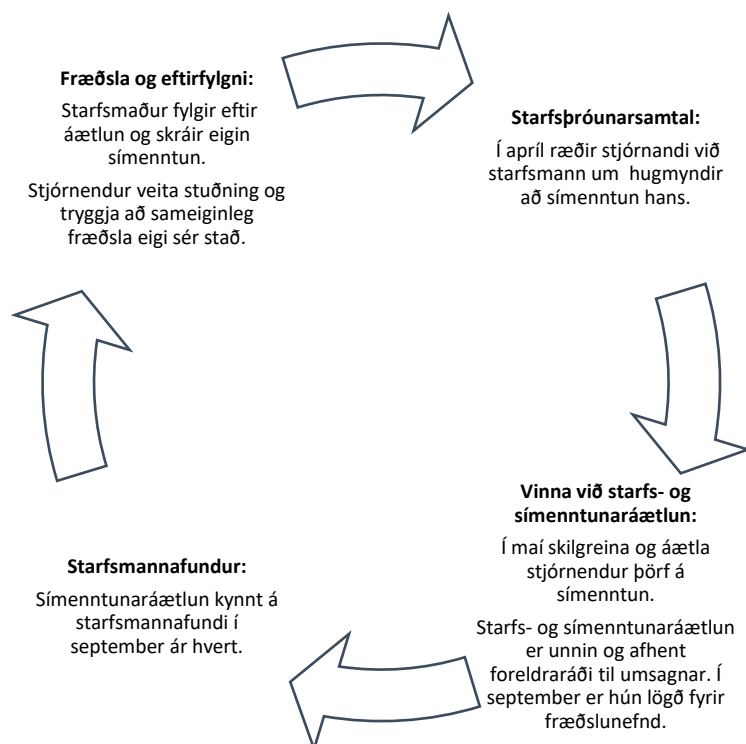 Fræðsla og eftirfylgni:
Starfsmaður fylgir eftir
áætlun og skráir eigin
símenntun.
Stjórnendur veita stuðning og
tryggja að sameiginleg
fræðsla eigi sér stað.
Starfsþróunarsamtal:
Í apríl ræðir stjórnandi við
starfsmann um hugmyndir
að símenntun hans.
Vinna við starfs- og
símenntunaráætlun:
Í maí skilgreina og áætla
stjórnendur þörf á
símenntun.
Starfs- og símenntunaráætlun
er unnin og afhent
foreldraráði til umsagnar. Í
september er hún lögð fyrir
fræðslunefnd.
Starfsmannafundur:
Símenntunaráætlun kynnt á
starfsmannafundi í
september ár hvert.